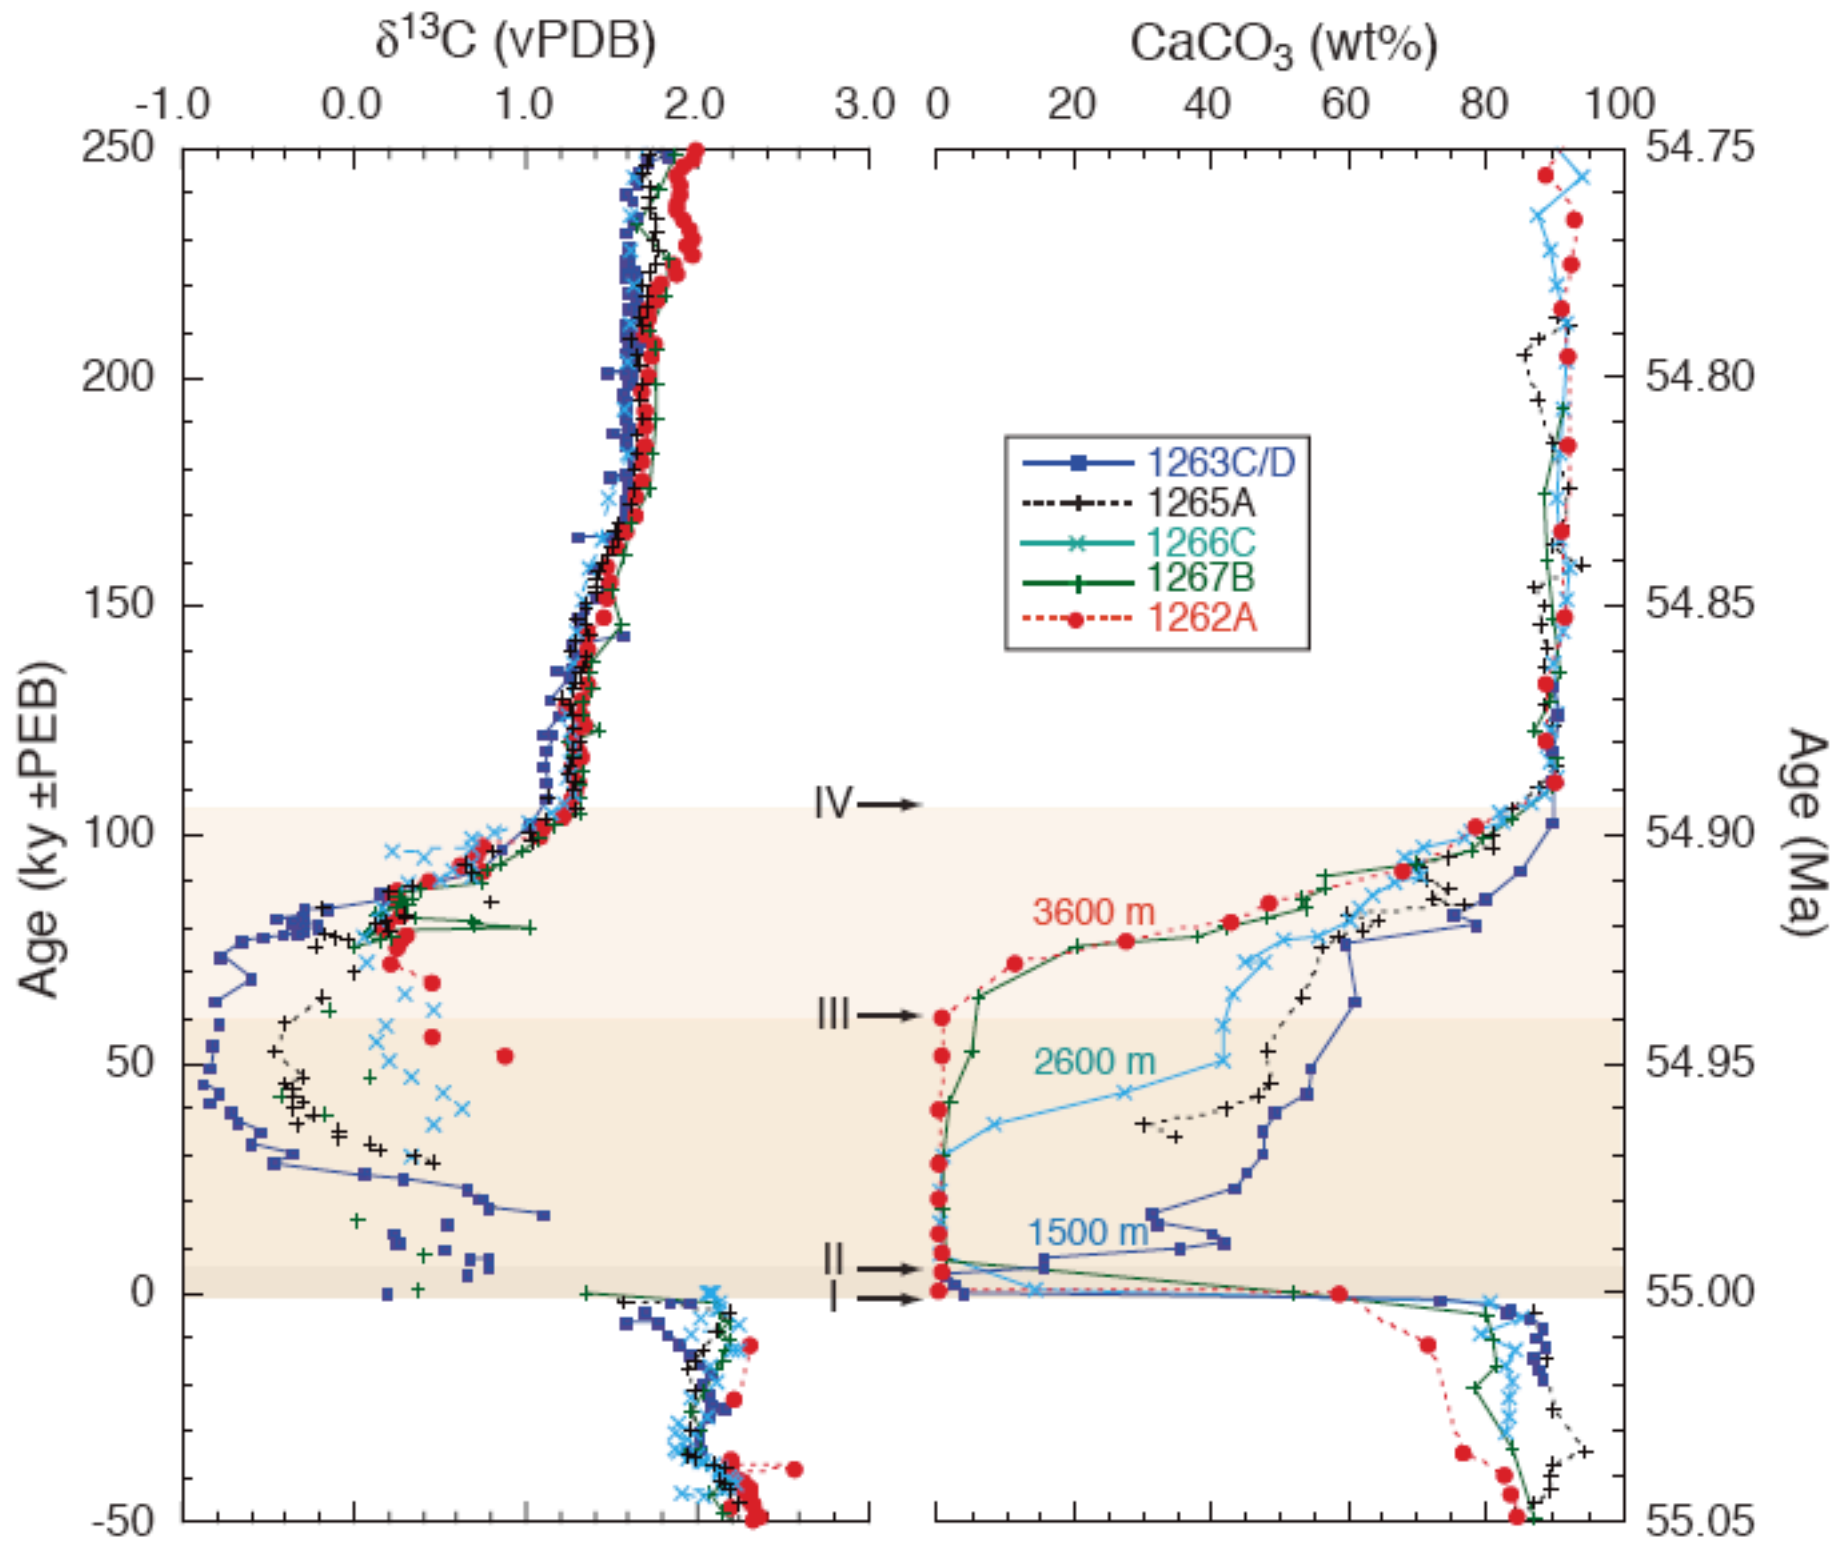 δ¹³C (vPDB)
CaCO₃ (wt%)
-1.0 0.0 1.0 2.0 3.0
0 20 40 60 80 100
250
200
150
100
50
0
-50
Age (ky ±PEB)
54.75
54.80
54.85
54.90
54.95
55.00
55.05
Age (Ma)
1263C/D
1265A
1266C
1267B
1262A
IV
III
II
I
3600 m
2600 m
1500 m